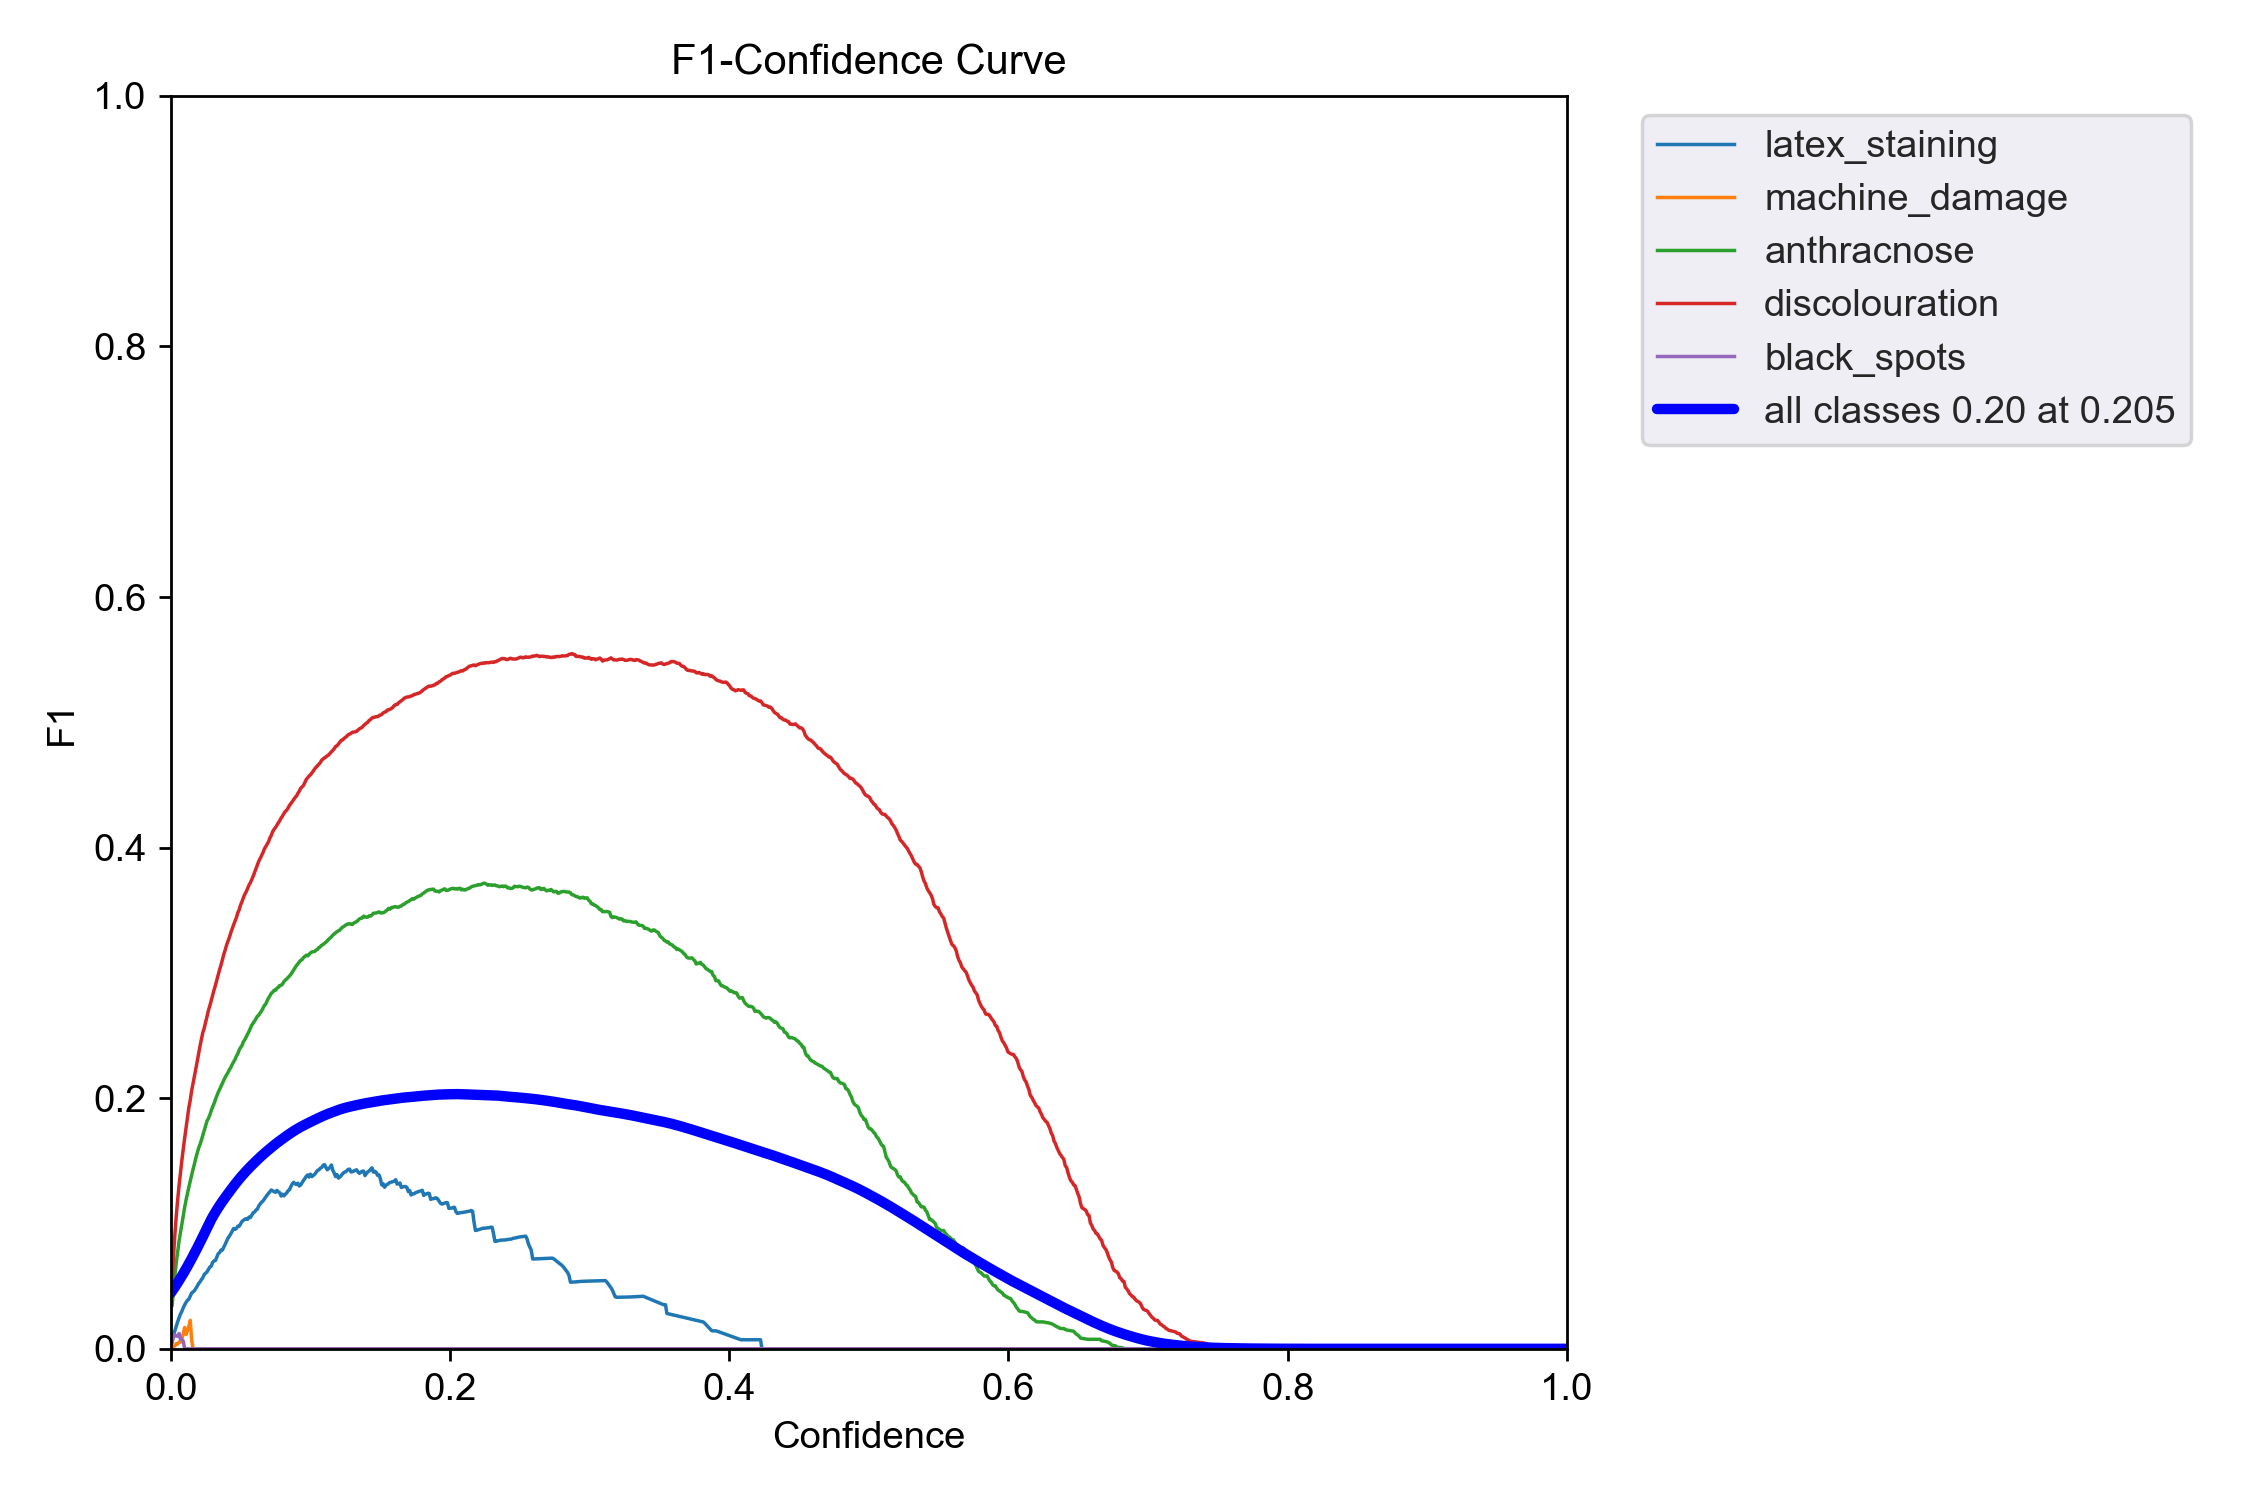 F1-Confidence Curve
1.0
0.8
0.6
0.4
0.2
0.0
F1
0.0 0.2 0.4 0.6 0.8 1.0
Confidence
latex_staining
machine_damage
anthracnose
discolouration
black_spots
all classes 0.20 at 0.205